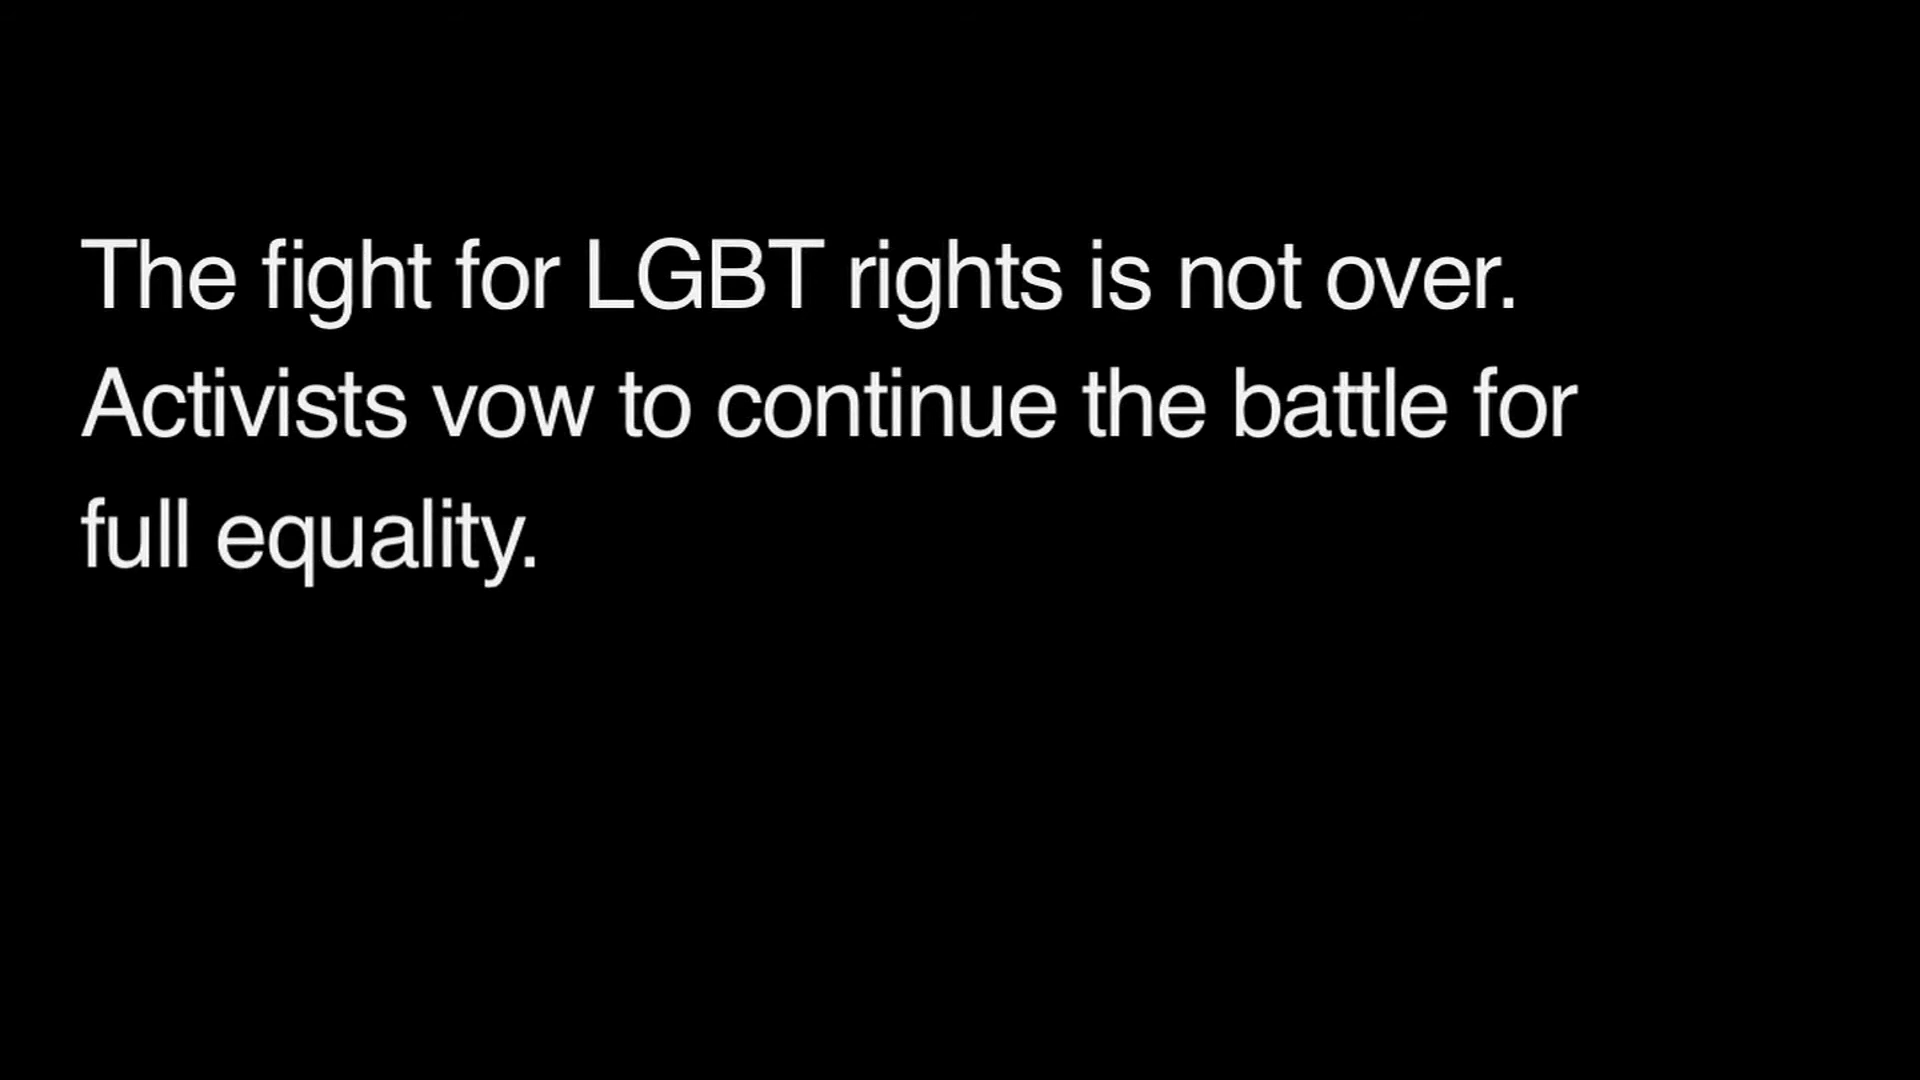 The fight for LGBT rights is not over.
Activists vow to continue the battle for
full equality.